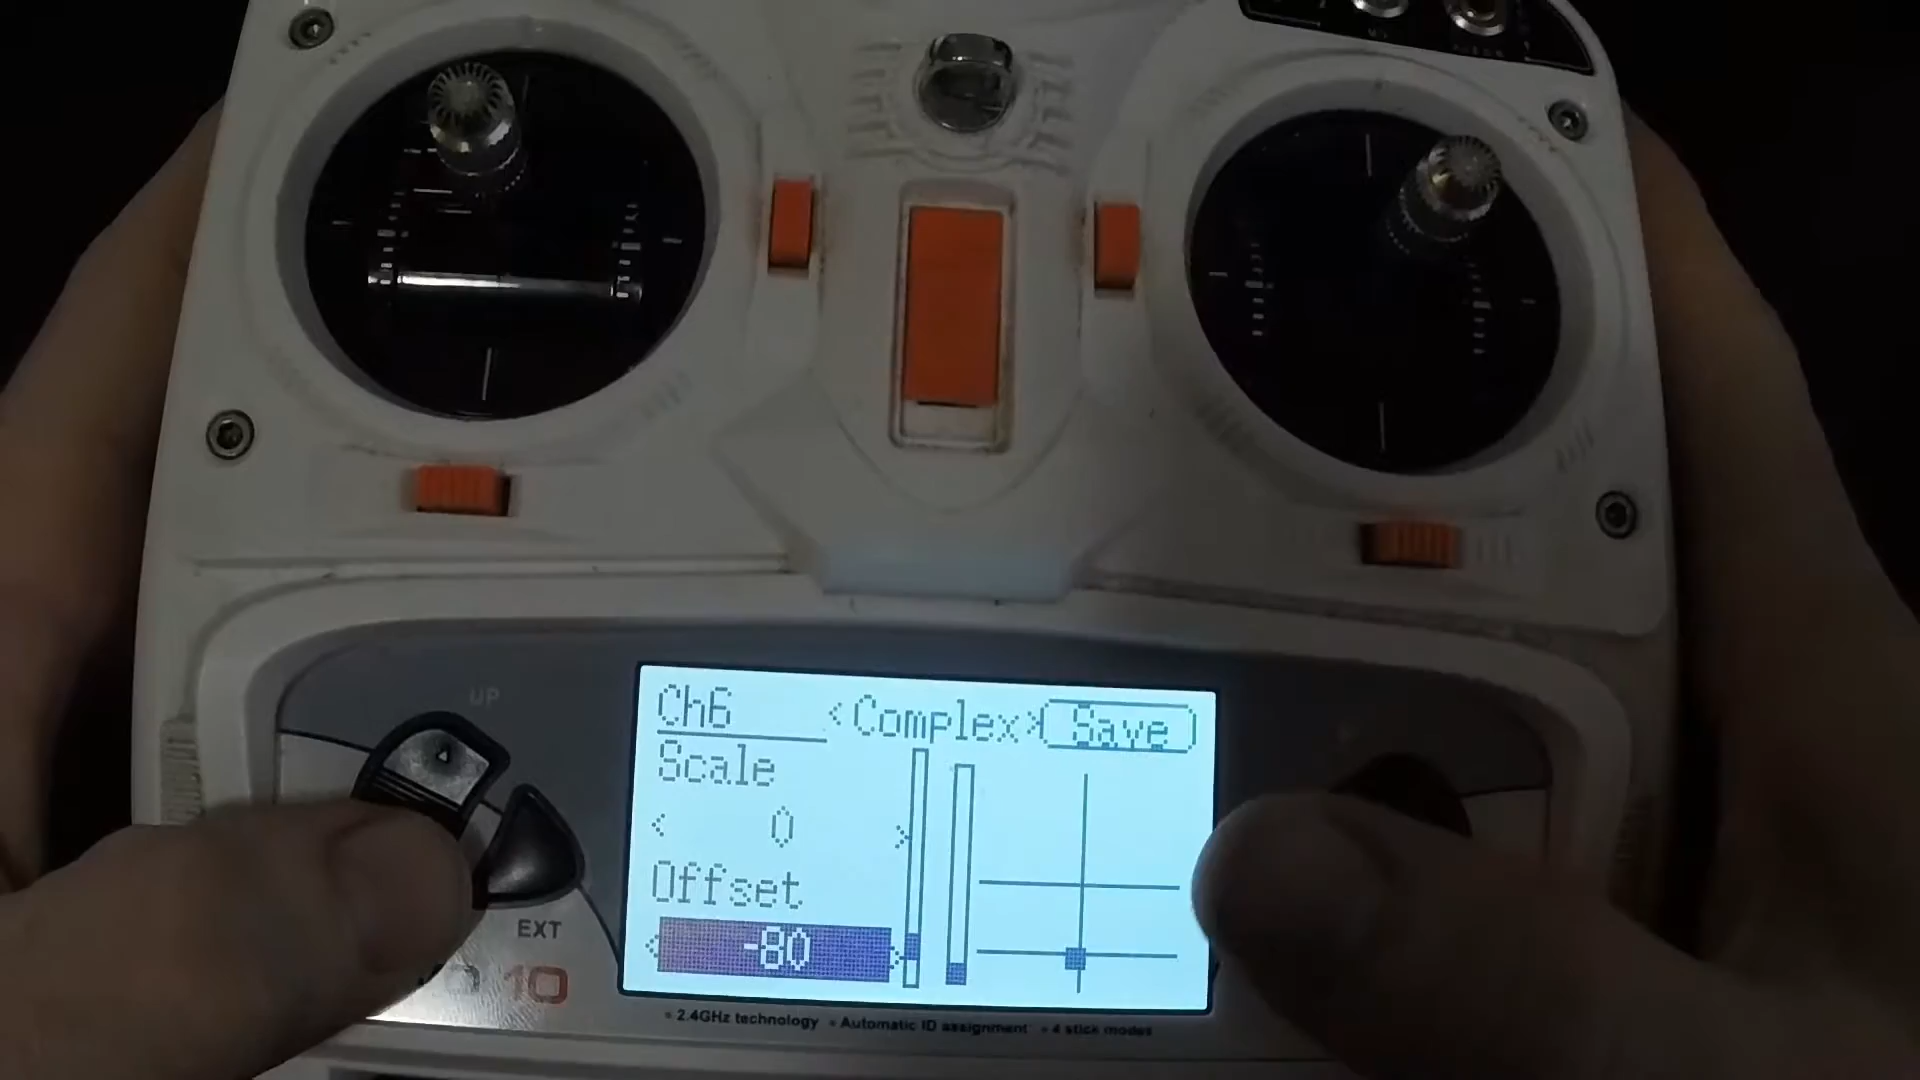 UP
Ch6 <Complex> Save
Scale
< 0 >
Offset
< -80 >
EXT
10
• 2.4GHz technology • Automatic ID assignment • 4 stick modes